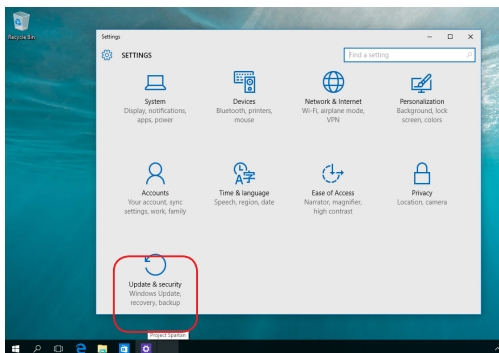 Recycle Bin
Settings
SETTINGS
Find a setting
System
Display, notifications,
apps, power
Devices
Bluetooth, printers,
mouse
Network & Internet
Wi-Fi, airplane mode,
VPN
Personalization
Background, lock
screen, colors
Accounts
Your account, sync
settings, work, family
Time & language
Speech, region, date
Ease of Access
Narrator, magnifier,
high contrast
Privacy
Location, camera
Update & security
Windows Update,
recovery, backup
Project Spartan